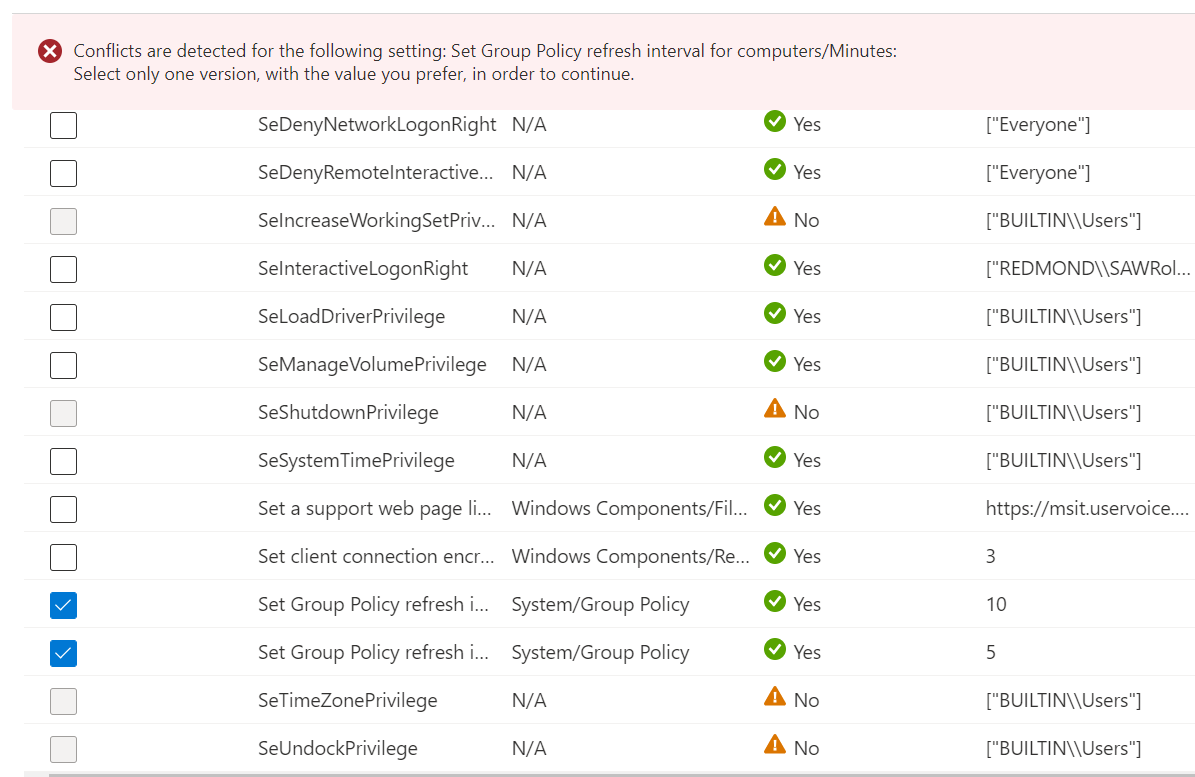 Conflicts are detected for the following setting: Set Group Policy refresh interval for computers/Minutes:
Select only one version, with the value you prefer, in order to continue.
SeDenyNetworkLogonRight N/A Yes ["Everyone"]
SeDenyRemoteInteractive... N/A Yes ["Everyone"]
SeIncreaseWorkingSetPriv... N/A No ["BUILTIN\\Users"]
SeInteractiveLogonRight N/A Yes ["REDMOND\\SAWRol...
SeLoadDriverPrivilege N/A Yes ["BUILTIN\\Users"]
SeManageVolumePrivilege N/A Yes ["BUILTIN\\Users"]
SeShutdownPrivilege N/A No ["BUILTIN\\Users"]
SeSystemTimePrivilege N/A Yes ["BUILTIN\\Users"]
Set a support web page li... Windows Components/Fil... Yes https://msit.uservoice....
Set client connection encr... Windows Components/Re... Yes 3
Set Group Policy refresh i... System/Group Policy Yes 10
Set Group Policy refresh i... System/Group Policy Yes 5
SeTimeZonePrivilege N/A No ["BUILTIN\\Users"]
SeUndockPrivilege N/A No ["BUILTIN\\Users"]